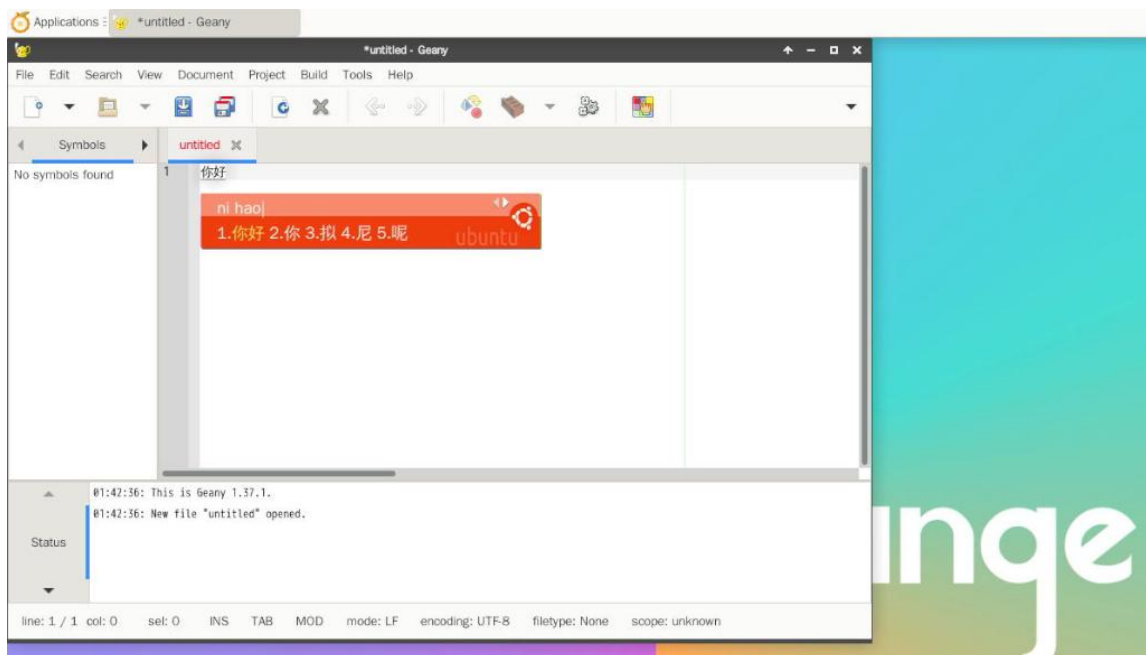 Applications *untitled - Geany
*untitled - Geany
File Edit Search View Document Project Build Tools Help
Symbols untitled
No symbols found
1 你好
ni hao
1.你好 2.你 3.拟 4.尼 5.呢
ubuntu
01:42:36: This is Geany 1.37.1.
01:42:36: New file "untitled" opened.
Status
nge
line: 1 / 1 col: 0 sel: 0 INS TAB MOD mode: LF encoding: UTF-8 filetype: None scope: unknown